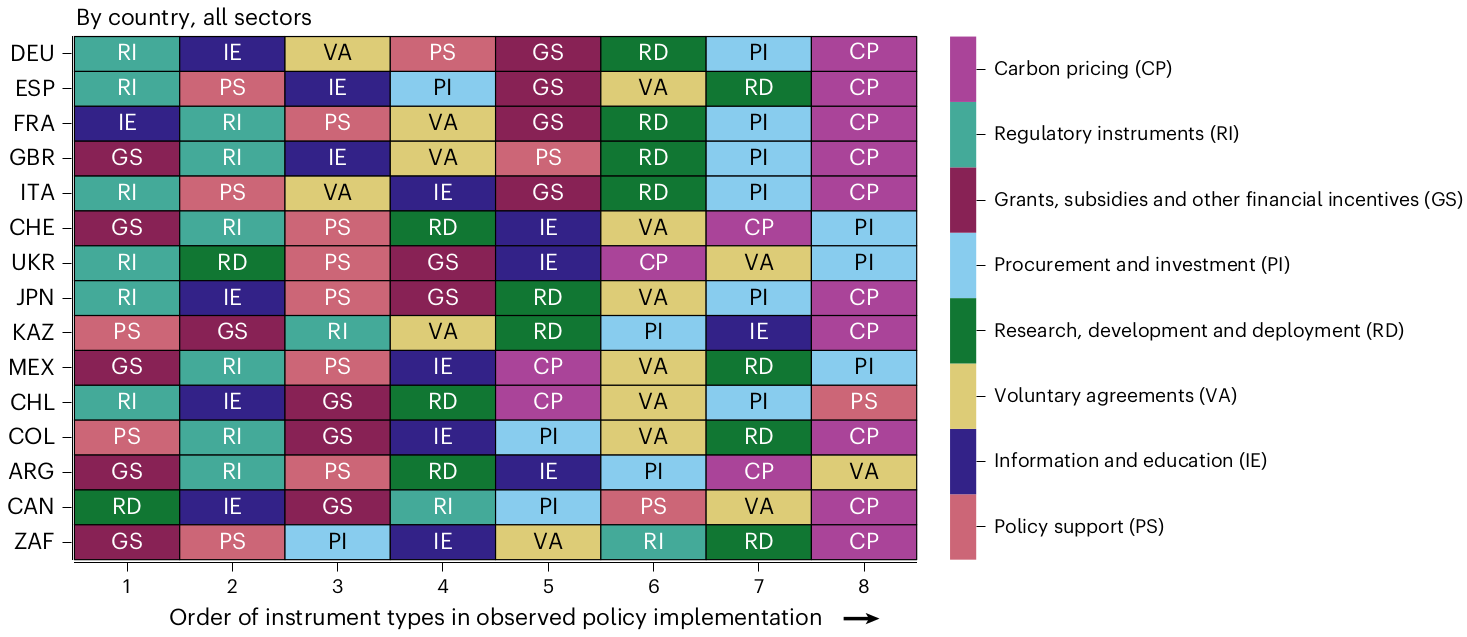 By country, all sectors
DEU RI IE VA PS GS RD PI CP
ESP RI PS IE PI GS VA RD CP
FRA IE RI PS VA GS RD PI CP
GBR GS RI IE VA PS RD PI CP
ITA RI PS VA IE GS RD PI CP
CHE GS RI PS RD IE VA CP PI
UKR RI RD PS GS IE CP VA PI
JPN RI IE PS GS RD VA PI CP
KAZ PS GS RI VA RD PI IE CP
MEX GS RI PS IE CP VA RD PI
CHL RI IE GS RD CP VA PI PS
COL PS RI GS IE PI VA RD CP
ARG GS RI PS RD IE PI CP VA
CAN RD IE GS RI PI PS VA CP
ZAF GS PS PI IE VA RI RD CP
1 2 3 4 5 6 7 8
Order of instrument types in observed policy implementation
Carbon pricing (CP)
Regulatory instruments (RI)
Grants, subsidies and other financial incentives (GS)
Procurement and investment (PI)
Research, development and deployment (RD)
Voluntary agreements (VA)
Information and education (IE)
Policy support (PS)